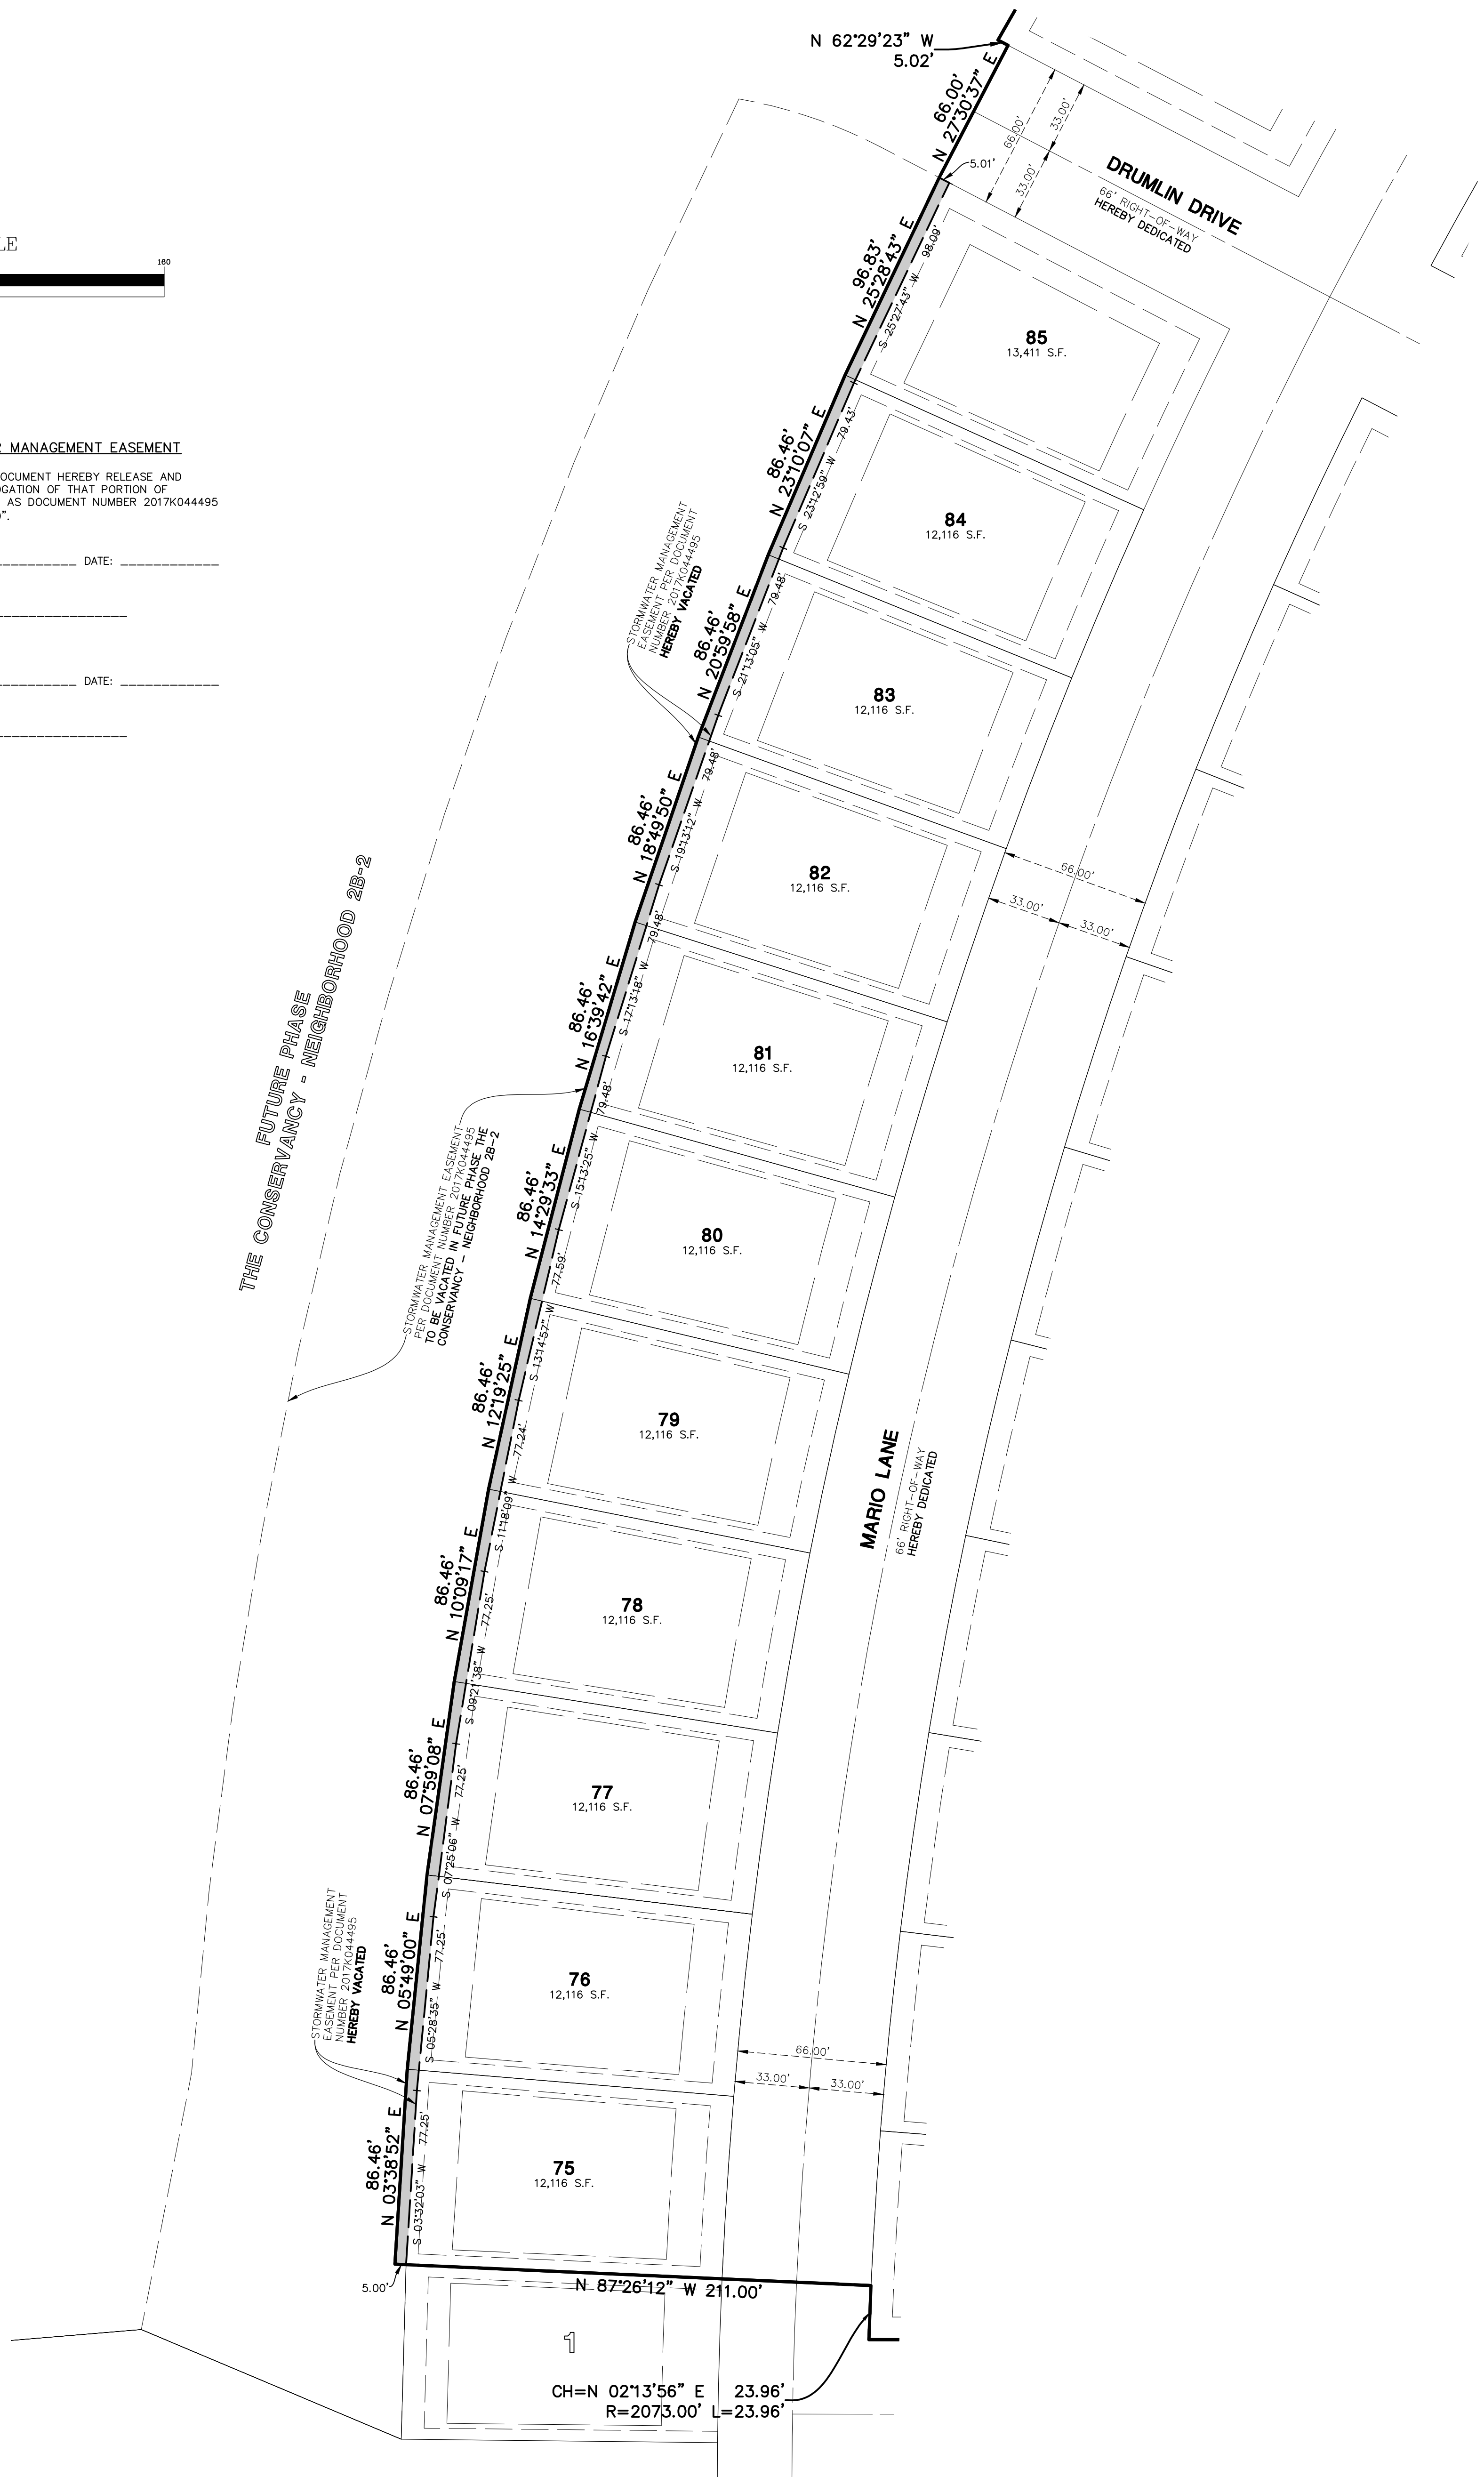 N 62°29'23" W
5.02'
66.00'
N 27°30'37" E
66.00'
33.00'
33.00'
5.01'
DRUMLIN DRIVE
66' RIGHT-OF-WAY
HEREBY DEDICATED
LE
160
96.83'
N 25°28'43" E
S 25°27'43" W 98.09'
85
13,411 S.F.
R MANAGEMENT EASEMENT
OCUMENT HEREBY RELEASE AND
OGATION OF THAT PORTION OF
AS DOCUMENT NUMBER 2017K044495
".
DATE:
DATE:
86.46'
N 23°10'07" E
S 23°12'59" W 79.43'
84
12,116 S.F.
STORMWATER MANAGEMENT
EASEMENT PER DOCUMENT
NUMBER 2017K044495
HEREBY VACATED
86.46'
N 20°59'58" E
S 21°13'05" W 79.48'
83
12,116 S.F.
86.46'
N 18°49'50" E
S 19°13'12" W 79.48'
82
12,116 S.F.
66.00'
33.00'
33.00'
FUTURE PHASE
THE CONSERVANCY - NEIGHBORHOOD 2B-2
86.46'
N 16°39'42" E
S 17°13'18" W 79.48'
81
12,116 S.F.
STORMWATER MANAGEMENT EASEMENT
PER DOCUMENT NUMBER 2017K044495
TO BE VACATED IN FUTURE PHASE THE
CONSERVANCY - NEIGHBORHOOD 2B-2
86.46'
N 14°29'33" E
S 15°13'25" W 79.48'
80
12,116 S.F.
86.46'
N 12°19'25" E
S 13°14'57" W 77.59'
79
12,116 S.F.
MARIO LANE
66' RIGHT-OF-WAY
HEREBY DEDICATED
86.46'
N 10°09'17" E
S 11°18'09" W 77.24'
78
12,116 S.F.
86.46'
N 07°59'08" E
S 09°21'38" W 77.25'
77
12,116 S.F.
86.46'
N 05°49'00" E
S 07°25'06" W 77.25'
76
12,116 S.F.
STORMWATER MANAGEMENT
EASEMENT PER DOCUMENT
NUMBER 2017K044495
HEREBY VACATED
S 05°28'35" W 77.25'
66.00'
33.00'
33.00'
86.46'
N 03°38'52" E
S 03°32'03" W 77.25'
75
12,116 S.F.
5.00'
N 87°26'12" W 211.00'
1
CH=N 02°13'56" E 23.96'
R=2073.00' L=23.96'